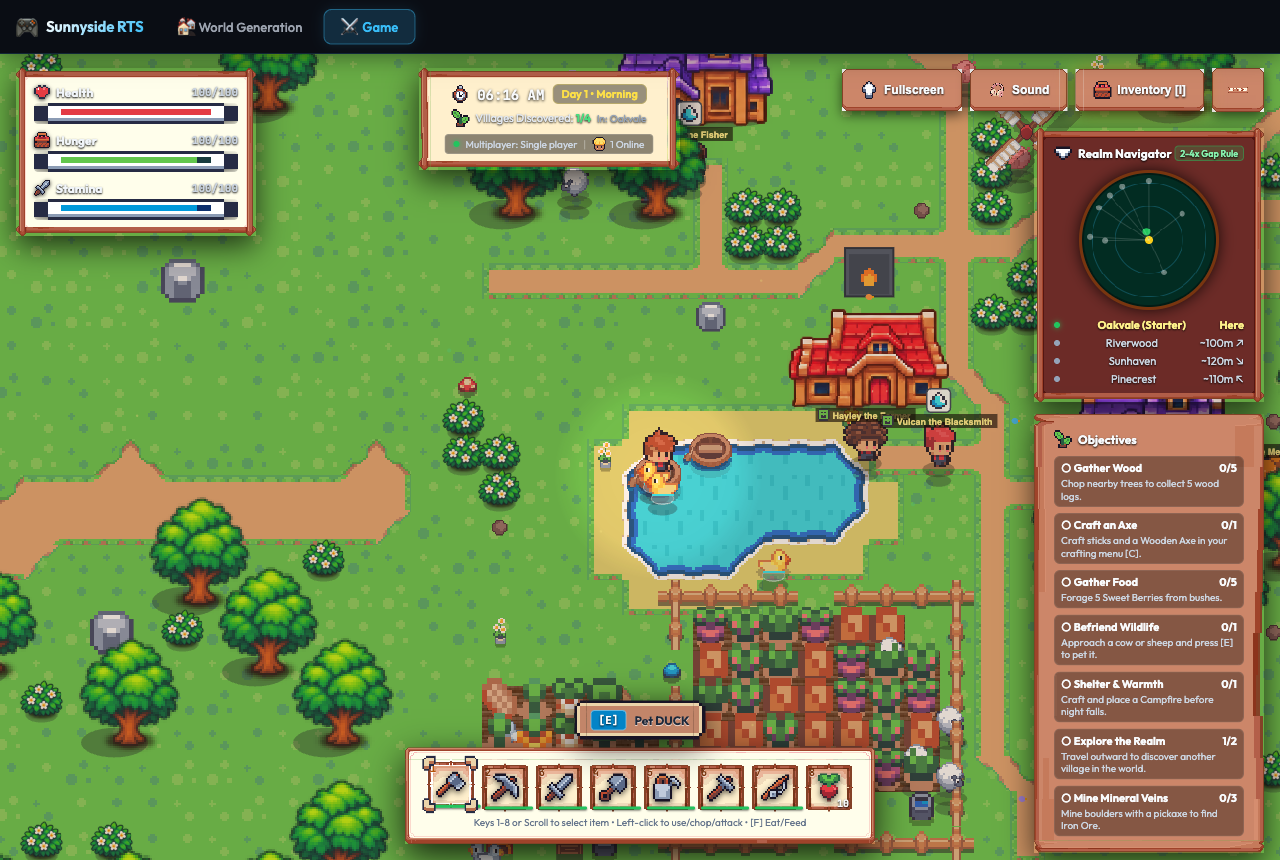 Sunnyside RTS
World Generation
Game
Health 100/100
Hunger 100/100
Stamina 100/100
06:16 AM Day 1 • Morning
Villages Discovered: 1/4 In: Oakvale
Multiplayer: Single player | 1 Online
Fullscreen
Sound
Inventory [I]
he Fisher
Realm Navigator 2-4x Gap Rule
Oakvale (Starter) Here
Riverwood ~100m ↗
Sunhaven ~120m ↘
Pinecrest ~110m ↖
Hayley the
Vulcan the Blacksmith
Objectives
Gather Wood 0/5
Chop nearby trees to collect 5 wood
logs.
Craft an Axe 0/1
Craft sticks and a Wooden Axe in your
crafting menu [C].
Gather Food 0/5
Forage 5 Sweet Berries from bushes.
Befriend Wildlife 0/1
Approach a cow or sheep and press [E]
to pet it.
Shelter & Warmth 0/1
Craft and place a Campfire before
night falls.
Explore the Realm 1/2
Travel outward to discover another
village in the world.
Mine Mineral Veins 0/3
Mine boulders with a pickaxe to find
Iron Ore.
[E] Pet DUCK
10
Keys 1-8 or Scroll to select item • Left-click to use/chop/attack • [F] Eat/Feed